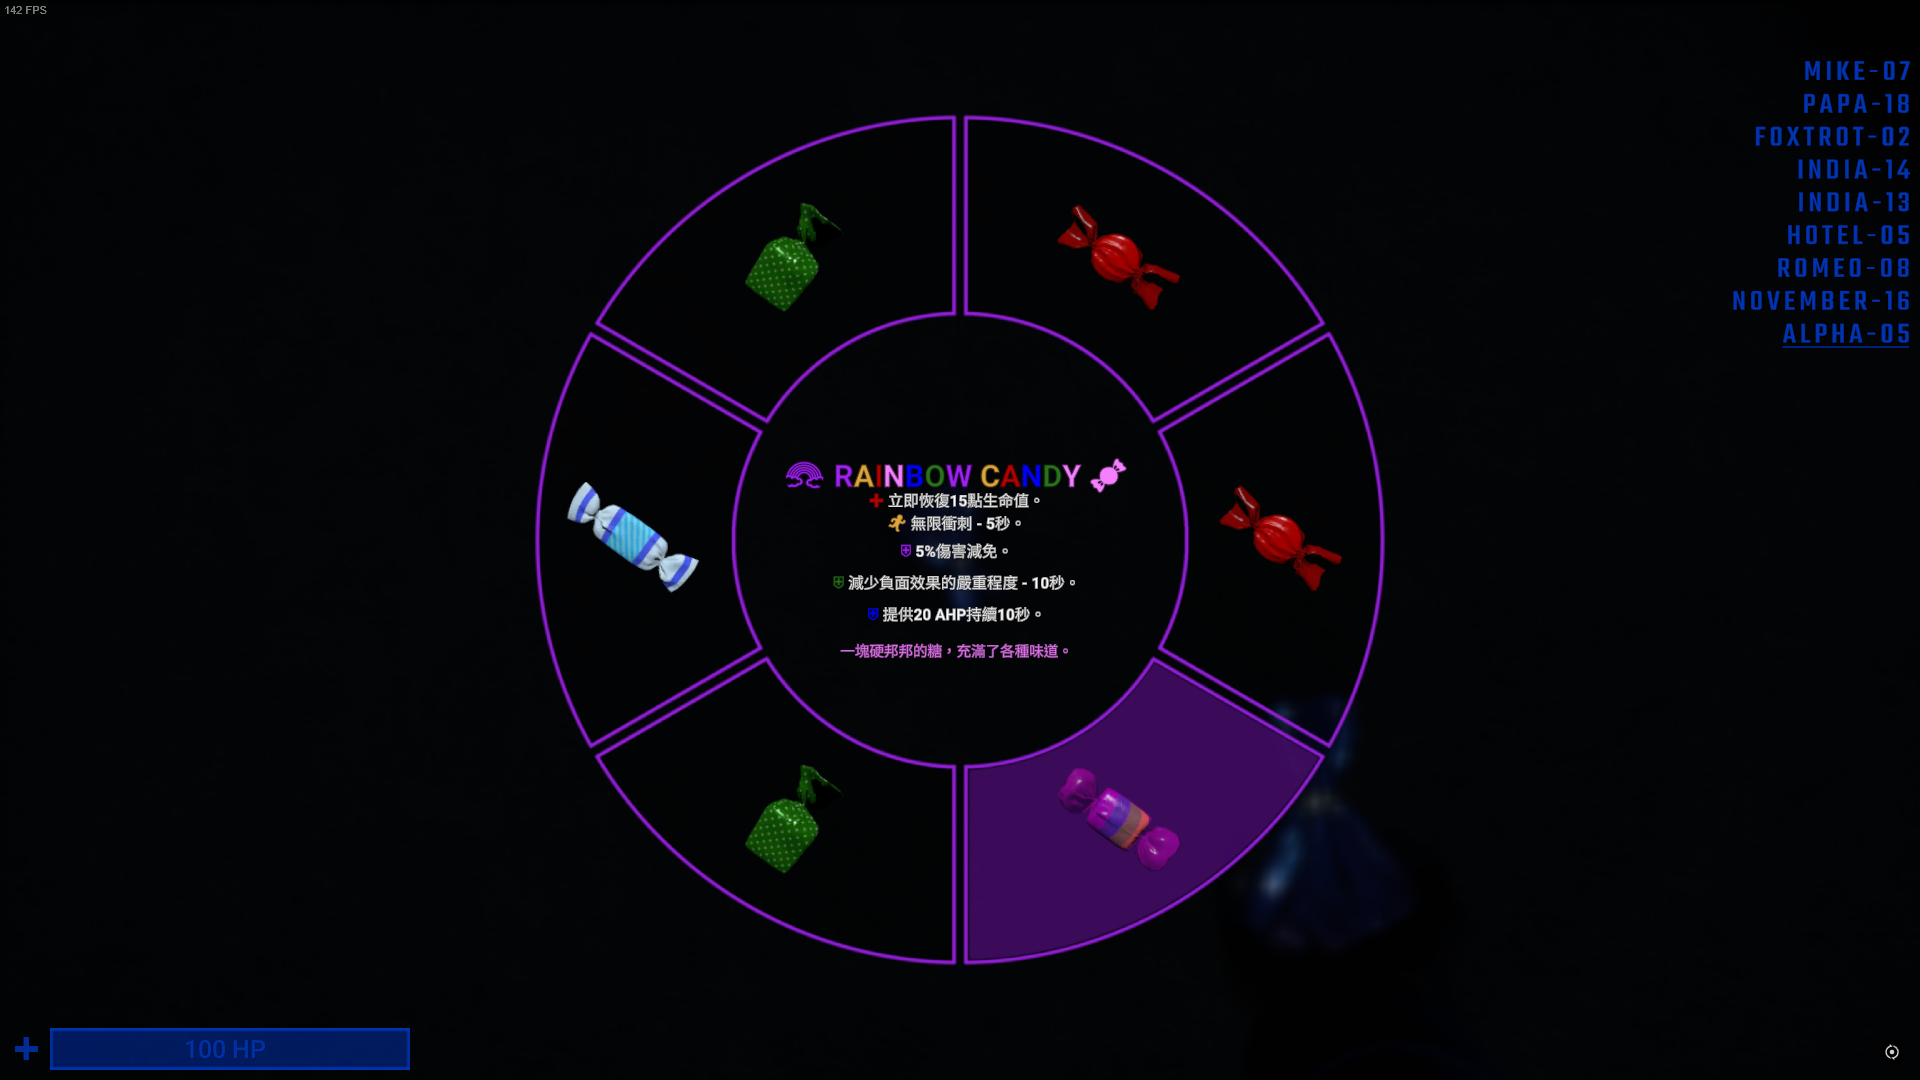 142 FPS
MIKE-07
PAPA-18
FOXTROT-02
INDIA-14
INDIA-13
HOTEL-05
ROMEO-08
NOVEMBER-16
ALPHA-05
RAINBOW CANDY
立即恢復15點生命值。
無限衝刺 - 5秒。
5%傷害減免。
減少負面效果的嚴重程度 - 10秒。
提供20 AHP持續10秒。
一塊硬邦邦的糖，充滿了各種味道。
100 HP